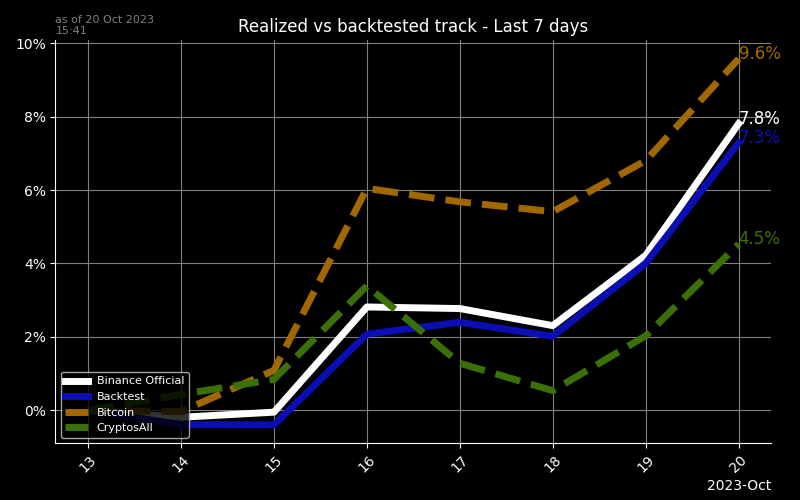 as of 20 Oct 2023
15:41
Realized vs backtested track - Last 7 days
10%
8%
6%
4%
2%
0%
9.6%
7.8%
7.3%
4.5%
Binance Official
Backtest
Bitcoin
CryptosAll
13
14
15
16
17
18
19
20
2023-Oct